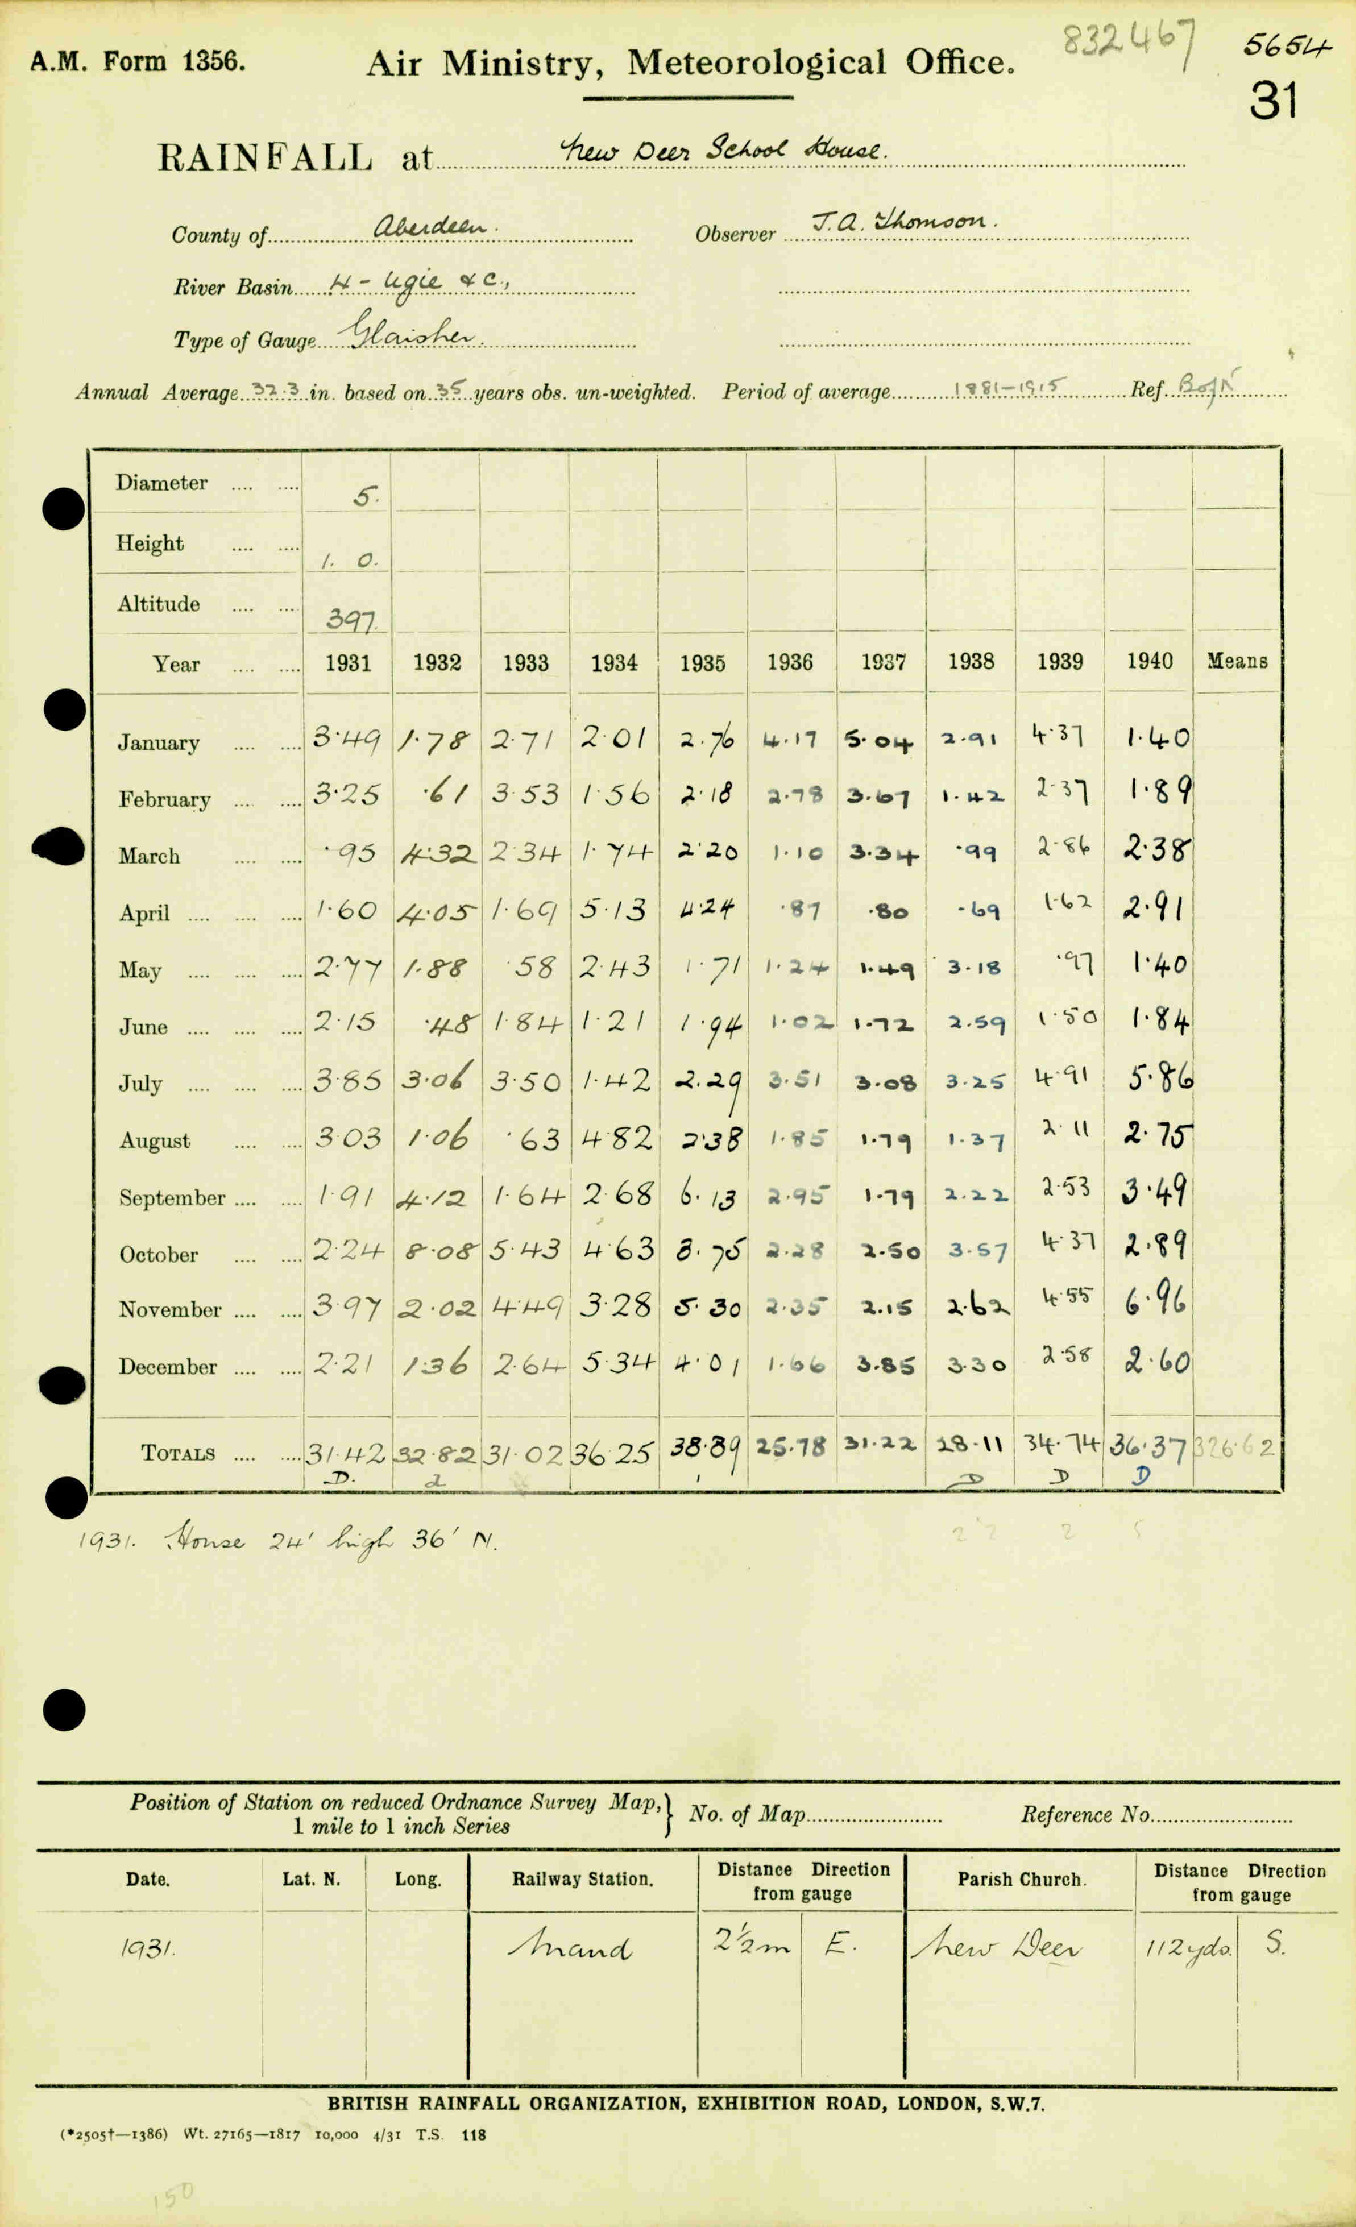 832467 5654
A.M. Form 1356. Air Ministry, Meteorological Office. 31
RAINFALL at New Deer School House.
County of Aberdeen. Observer J.A. Thomson.
River Basin 4 - Ugie &c.,
Type of Gauge Glaisher.
Annual Average 32.3 in. based on 35 years obs. un-weighted. Period of average 1881-1915 Ref. BofN
Diameter .... .... 5.
Height .... .... 1. 0.
Altitude .... .... 397.
Year .... .... 1931 1932 1933 1934 1935 1936 1937 1938 1939 1940 Means
January .... .... 3.49 1.78 2.71 2.01 2.76 4.17 5.04 2.91 4.37 1.40
February .... .... 3.25 .61 3.53 1.56 2.18 2.78 3.67 1.42 2.37 1.89
March .... .... .95 4.32 2.34 1.74 2.20 1.10 3.34 .99 2.86 2.38
April .... .... .... 1.60 4.05 1.69 5.13 4.24 .87 .80 .69 1.62 2.91
May .... .... .... 2.77 1.88 .58 2.43 1.71 1.24 1.49 3.18 .97 1.40
June .... .... .... 2.15 .48 1.84 1.21 1.94 1.02 1.72 2.59 1.50 1.84
July .... .... .... 3.85 3.06 3.50 1.42 2.29 3.51 3.08 3.25 4.91 5.86
August .... .... 3.03 1.06 .63 4.82 2.38 1.85 1.79 1.37 2.11 2.75
September .... .... 1.91 4.12 1.64 2.68 6.13 2.95 1.79 2.22 2.53 3.49
October .... .... 2.24 8.08 5.43 4.63 3.75 2.28 2.50 3.57 4.37 2.89
November .... .... 3.97 2.02 4.49 3.28 5.30 2.35 2.15 2.62 4.55 6.96
December .... .... 2.21 1.36 2.64 5.34 4.01 1.66 3.85 3.30 2.58 2.60
TOTALS .... .... 31.42 32.82 31.02 36.25 38.89 25.78 31.22 28.11 34.74 36.37 326.62
D. D D D
1931. House 24' high 36' N.
Position of Station on reduced Ordnance Survey Map,} No. of Map Reference No.
1 mile to 1 inch Series
Date. Lat. N. Long. Railway Station. Distance Direction from gauge Parish Church. Distance Direction from gauge
1931. Maud 2½m E. New Deer 112 yds. S.
BRITISH RAINFALL ORGANIZATION, EXHIBITION ROAD, LONDON, S.W.7.
(*2505†—1386) Wt. 27165—1817 10,000 4/31 T.S. 118
150